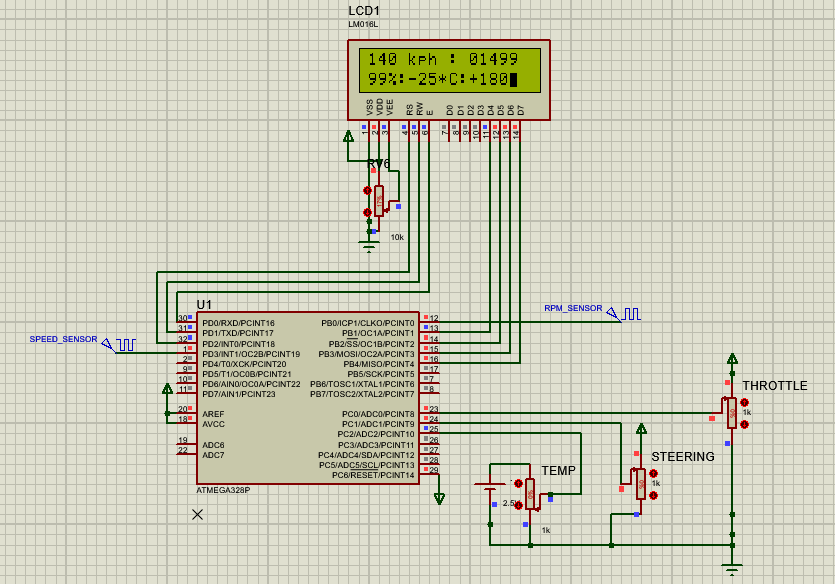 LCD1
LM016L
140 kph : 01499
99%:-25*C:+180
VSS VDD VEE RS RW E D0 D1 D2 D3 D4 D5 D6 D7
1 2 3 4 5 6 7 8 9 10 11 12 13 14
RV6
10k
U1
RPM_SENSOR
SPEED_SENSOR
30 PD0/RXD/PCINT16 PB0/ICP1/CLKO/PCINT0 12
31 PD1/TXD/PCINT17 PB1/OC1A/PCINT1 13
32 PD2/INT0/PCINT18 PB2/SS/OC1B/PCINT2 14
1 PD3/INT1/OC2B/PCINT19 PB3/MOSI/OC2A/PCINT3 15
2 PD4/T0/XCK/PCINT20 PB4/MISO/PCINT4 16
9 PD5/T1/OC0B/PCINT21 PB5/SCK/PCINT5 17
10 PD6/AIN0/OC0A/PCINT22 PB6/TOSC1/XTAL1/PCINT6 7
11 PD7/AIN1/PCINT23 PB7/TOSC2/XTAL2/PCINT7 8
20 AREF PC0/ADC0/PCINT8 23
18 AVCC PC1/ADC1/PCINT9 24
PC2/ADC2/PCINT10 25
19 ADC6 PC3/ADC3/PCINT11 26
22 ADC7 PC4/ADC4/SDA/PCINT12 27
PC5/ADC5/SCL/PCINT13 28
PC6/RESET/PCINT14 29
ATMEGA328P
THROTTLE
1k
STEERING
1k
TEMP
1k